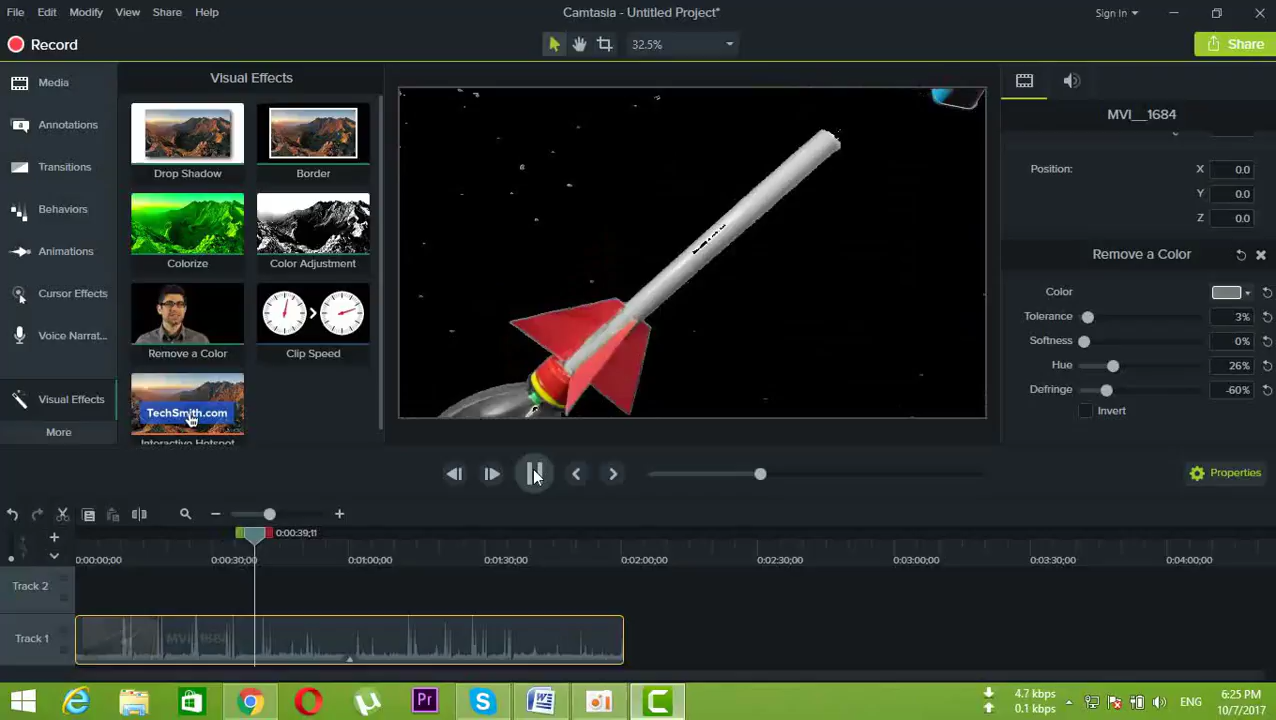 File Edit Modify View Share Help
Camtasia - Untitled Project*
Sign In
Record
32.5%
Share
Media
Annotations
Transitions
Behaviors
Animations
Cursor Effects
Voice Narrat...
Visual Effects
More
Visual Effects
Drop Shadow
Border
Colorize
Color Adjustment
Remove a Color
Clip Speed
TechSmith.com
Interactive Hotspot
MVI__1684
Position:
X 0.0
Y 0.0
Z 0.0
Remove a Color
Color
Tolerance 3%
Softness 0%
Hue 26%
Defringe -60%
Invert
Properties
0:00:39;11
0:00:00;00 0:00:30;00 0:01:00;00 0:01:30;00 0:02:00;00 0:02:30;00 0:03:00;00 0:03:30;00 0:04:00;00
Track 2
Track 1
MVI_1684
Pr
4.7 kbps
0.1 kbps
ENG
6:25 PM
10/7/2017